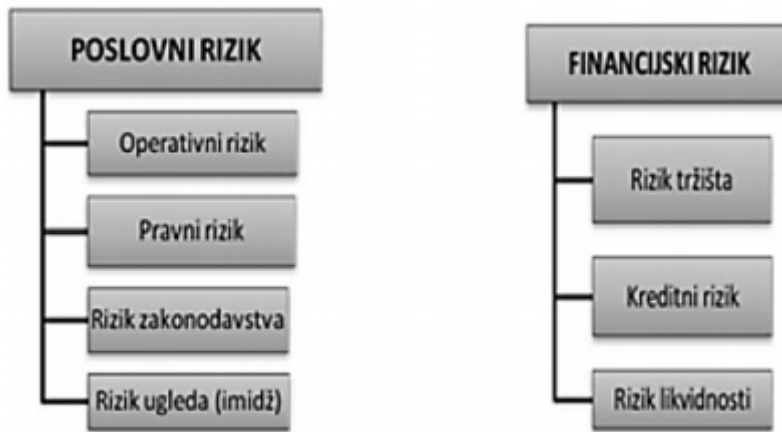 POSLOVNI RIZIK
Operativni rizik
Pravni rizik
Rizik zakonodavstva
Rizik ugleda (imidž)
FINANCIJSKI RIZIK
Rizik tržišta
Kreditni rizik
Rizik likvidnosti